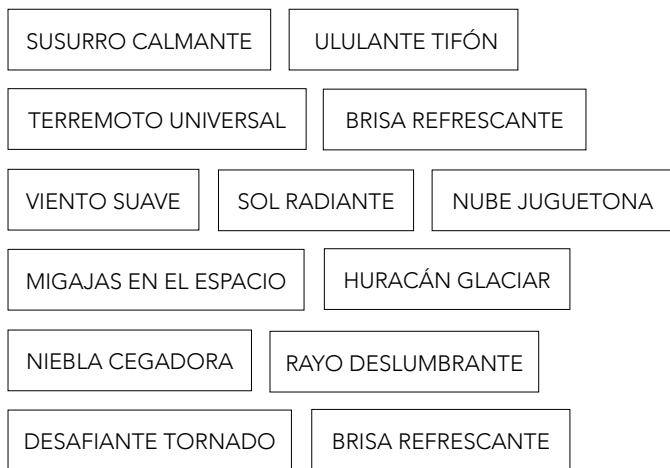 SUSURRO CALMANTE
ULULANTE TIFÓN
TERREMOTO UNIVERSAL
BRISA REFRESCANTE
VIENTO SUAVE
SOL RADIANTE
NUBE JUGUETONA
MIGAJAS EN EL ESPACIO
HURACÁN GLACIAR
NIEBLA CEGADORA
RAYO DESLUMBRANTE
DESAFIANTE TORNADO
BRISA REFRESCANTE